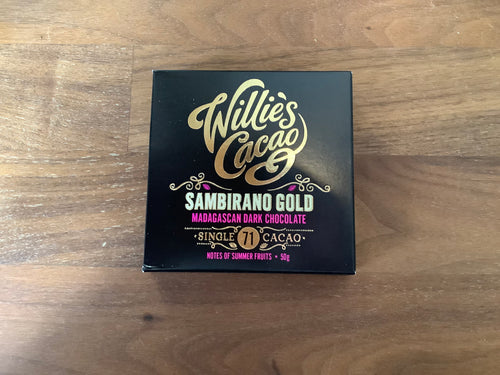 Willie's
Cacao
SAMBIRANO GOLD
MADAGASCAN DARK CHOCOLATE
SINGLE 71 CACAO
NOTES OF SUMMER FRUITS • 50g